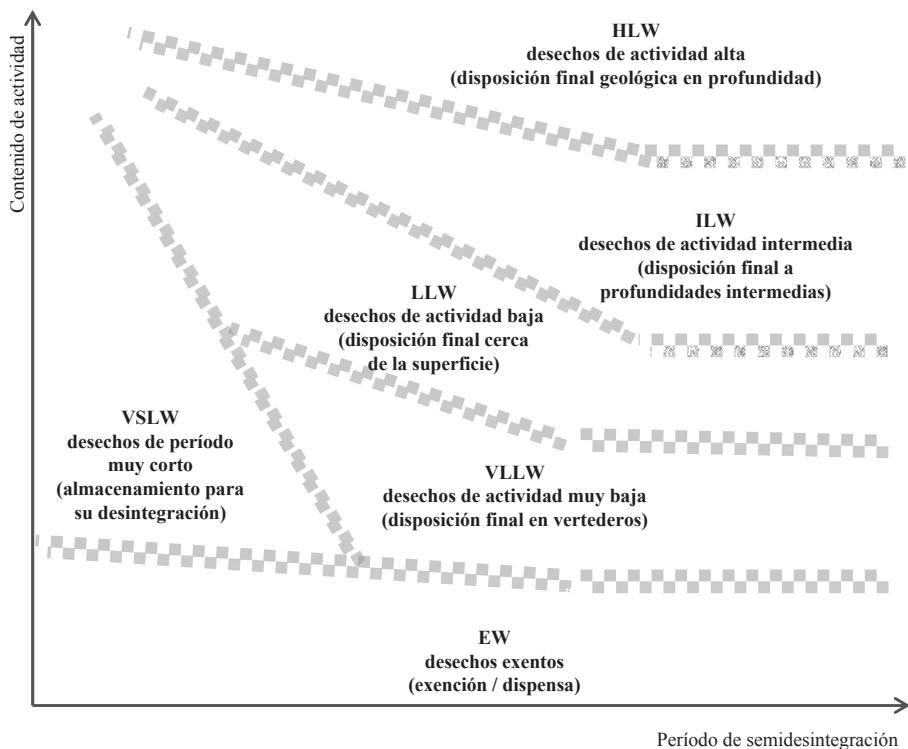 Contenido de actividad
HLW
desechos de actividad alta
(disposición final geológica en profundidad)
ILW
desechos de actividad intermedia
(disposición final a
profundidades intermedias)
LLW
desechos de actividad baja
(disposición final cerca
de la superficie)
VSLW
desechos de período
muy corto
(almacenamiento para
su desintegración)
VLLW
desechos de actividad muy baja
(disposición final en vertederos)
EW
desechos exentos
(exención / dispensa)
Período de semidesintegración